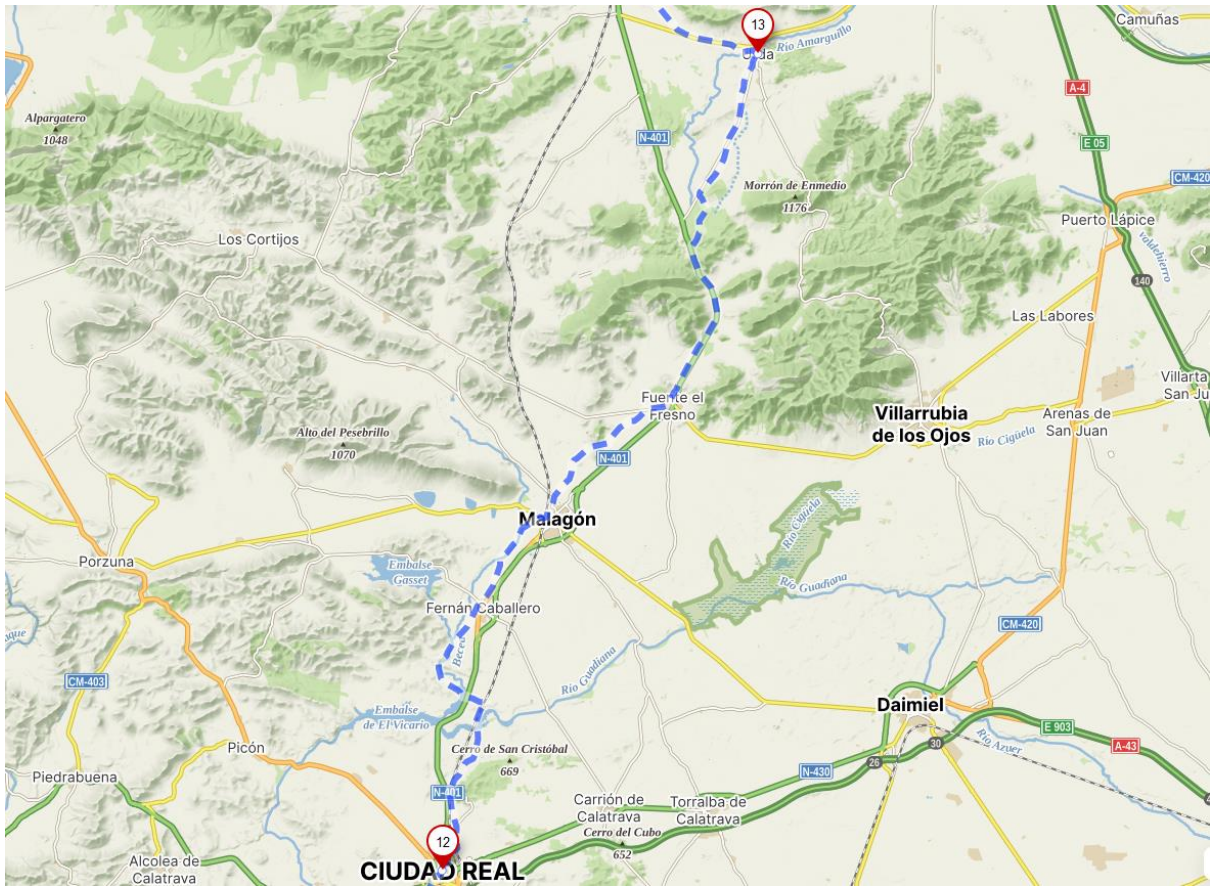 13
Camuñas
Río Amarguillo
Urda
A-4
Alpargatero
1048
N-401
E 05
CM-420
Morrón de Enmedio
1176
Puerto Lápice
Los Cortijos
valdehierro
140
Las Labores
Villarta
San Ju
Fuente el
Fresno
Villarrubia
de los Ojos
Arenas de
San Juan
Río Cigüela
Alto del Pesebrillo
1070
N-401
Malagón
Río Cigüela
Porzuna
Embalse
Gasset
Río Guadiana
Fernán Caballero
CM-420
Río Guadiana
CM-403
Embalse
de El Vicario
Daimiel
Picón
Cerro de San Cristóbal
669
E 903
A-43
Río Azuer
30
26
Piedrabuena
N-430
N-401
Carrión de
Calatrava
Torralba de
Calatrava
Cerro del Cubo
652
12
CIUDAD REAL
Alcolea de
Calatrava